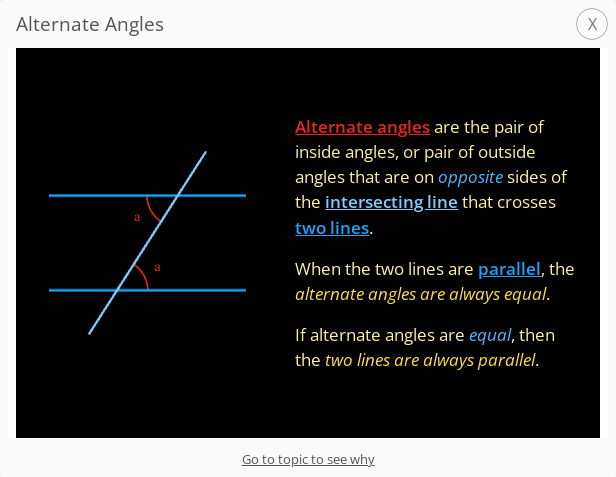 Alternate Angles
X
Alternate angles are the pair of
inside angles, or pair of outside
angles that are on opposite sides of
the intersecting line that crosses
two lines.
a
a
When the two lines are parallel, the
alternate angles are always equal.
If alternate angles are equal, then
the two lines are always parallel.
Go to topic to see why